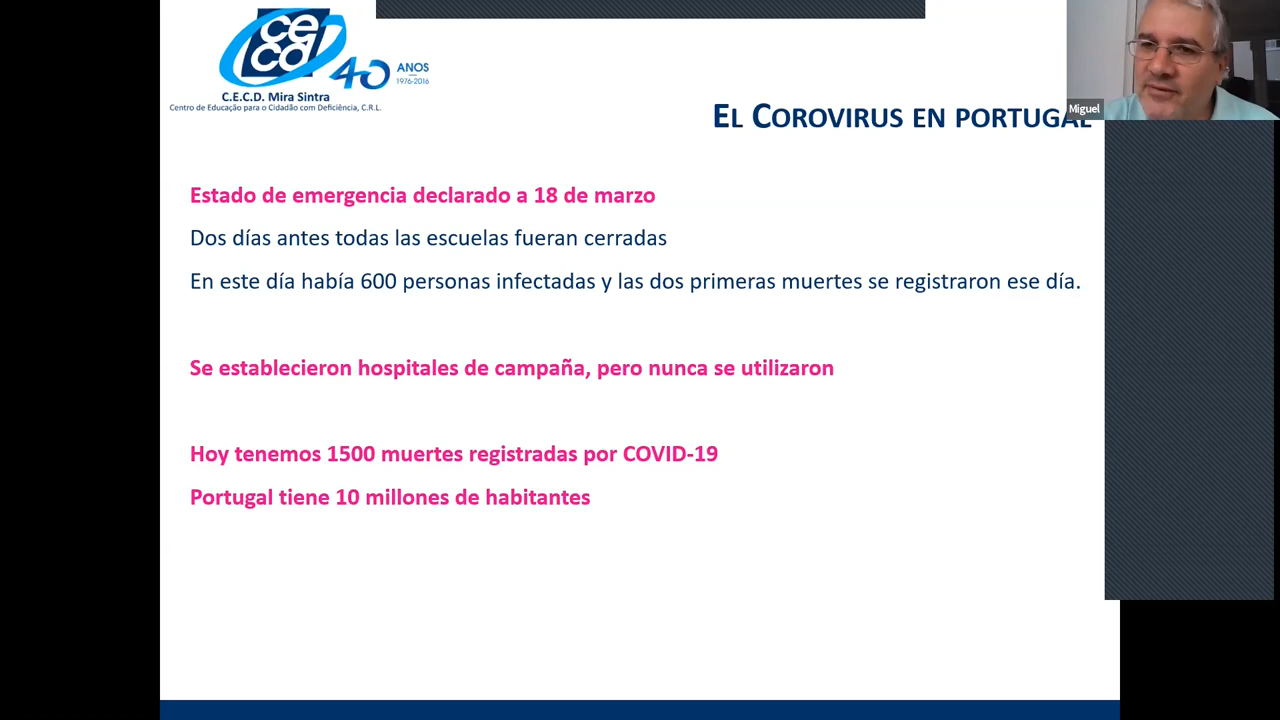 cecd
40 ANOS
1976-2016
C.E.C.D. Mira Sintra
Centro de Educação para o Cidadão com Deficiência, C.R.L.
Miguel
EL COROVIRUS EN PORTUGAL
Estado de emergencia declarado a 18 de marzo
Dos días antes todas las escuelas fueran cerradas
En este día había 600 personas infectadas y las dos primeras muertes se registraron ese día.
Se establecieron hospitales de campaña, pero nunca se utilizaron
Hoy tenemos 1500 muertes registradas por COVID-19
Portugal tiene 10 millones de habitantes